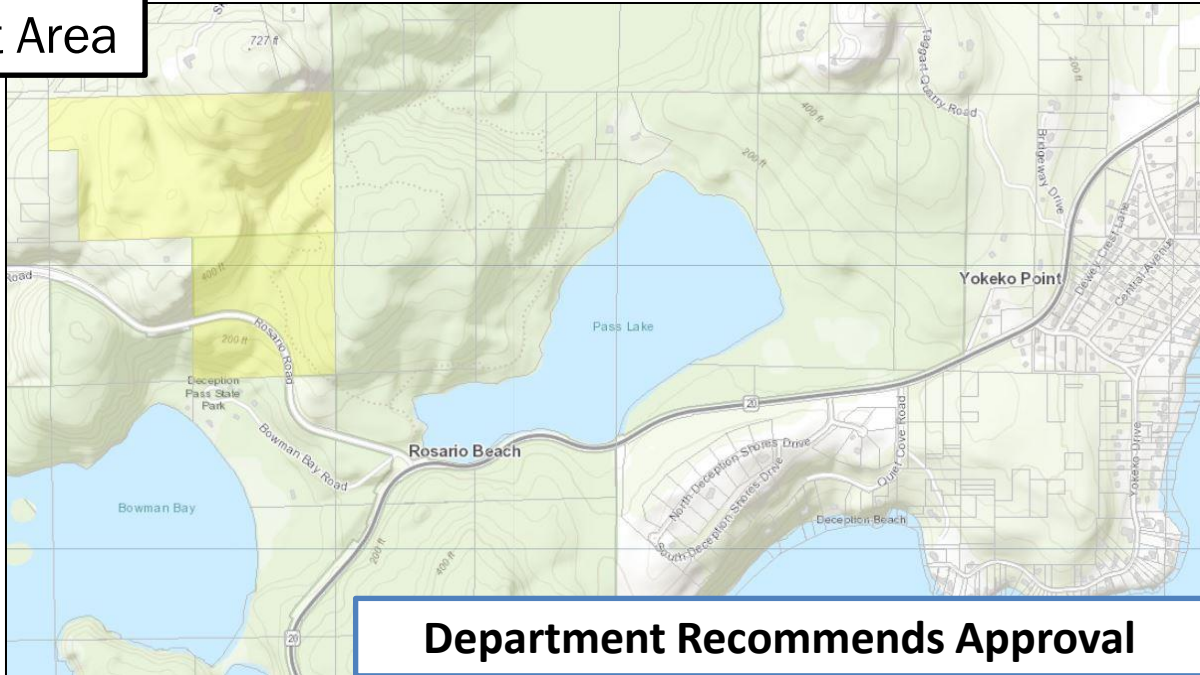 t Area
727 ft
Taggart Quarry Road
200 ft
400 ft
200 ft
Bridgeway Drive
Dewey Crest Lane
Central Avenue
Yokeko Point
400 ft
Road
Pass Lake
Rosario Road
200 ft
Deception
Pass State
Park
20
Bowman Bay Road
Rosario Beach
North Deception Shores Drive
South Deception Shores Drive
Quiet Cove Road
Yokeko Drive
Bowman Bay
Deception Beach
200 ft
400 ft
20
Department Recommends Approval